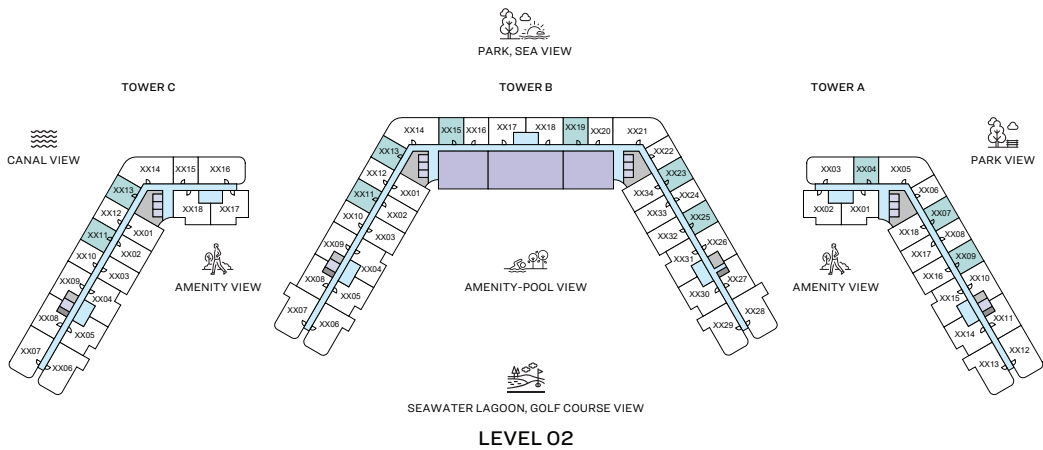 PARK, SEA VIEW
TOWER C
TOWER B
TOWER A
CANAL VIEW
PARK VIEW
XX14
XX15
XX16
XX13
XX12
XX11
XX10
XX09
XX08
XX07
XX18
XX17
XX01
XX02
XX03
XX04
XX05
XX06
AMENITY VIEW
XX14
XX15
XX16
XX17
XX18
XX19
XX20
XX21
XX13
XX12
XX11
XX10
XX09
XX08
XX07
XX01
XX02
XX03
XX04
XX05
XX06
XX22
XX23
XX24
XX25
XX26
XX27
XX28
XX34
XX33
XX32
XX31
XX30
XX29
AMENITY-POOL VIEW
XX03
XX04
XX05
XX02
XX01
XX06
XX07
XX08
XX09
XX10
XX11
XX12
XX18
XX17
XX16
XX15
XX14
XX13
AMENITY VIEW
SEAWATER LAGOON, GOLF COURSE VIEW
LEVEL 02